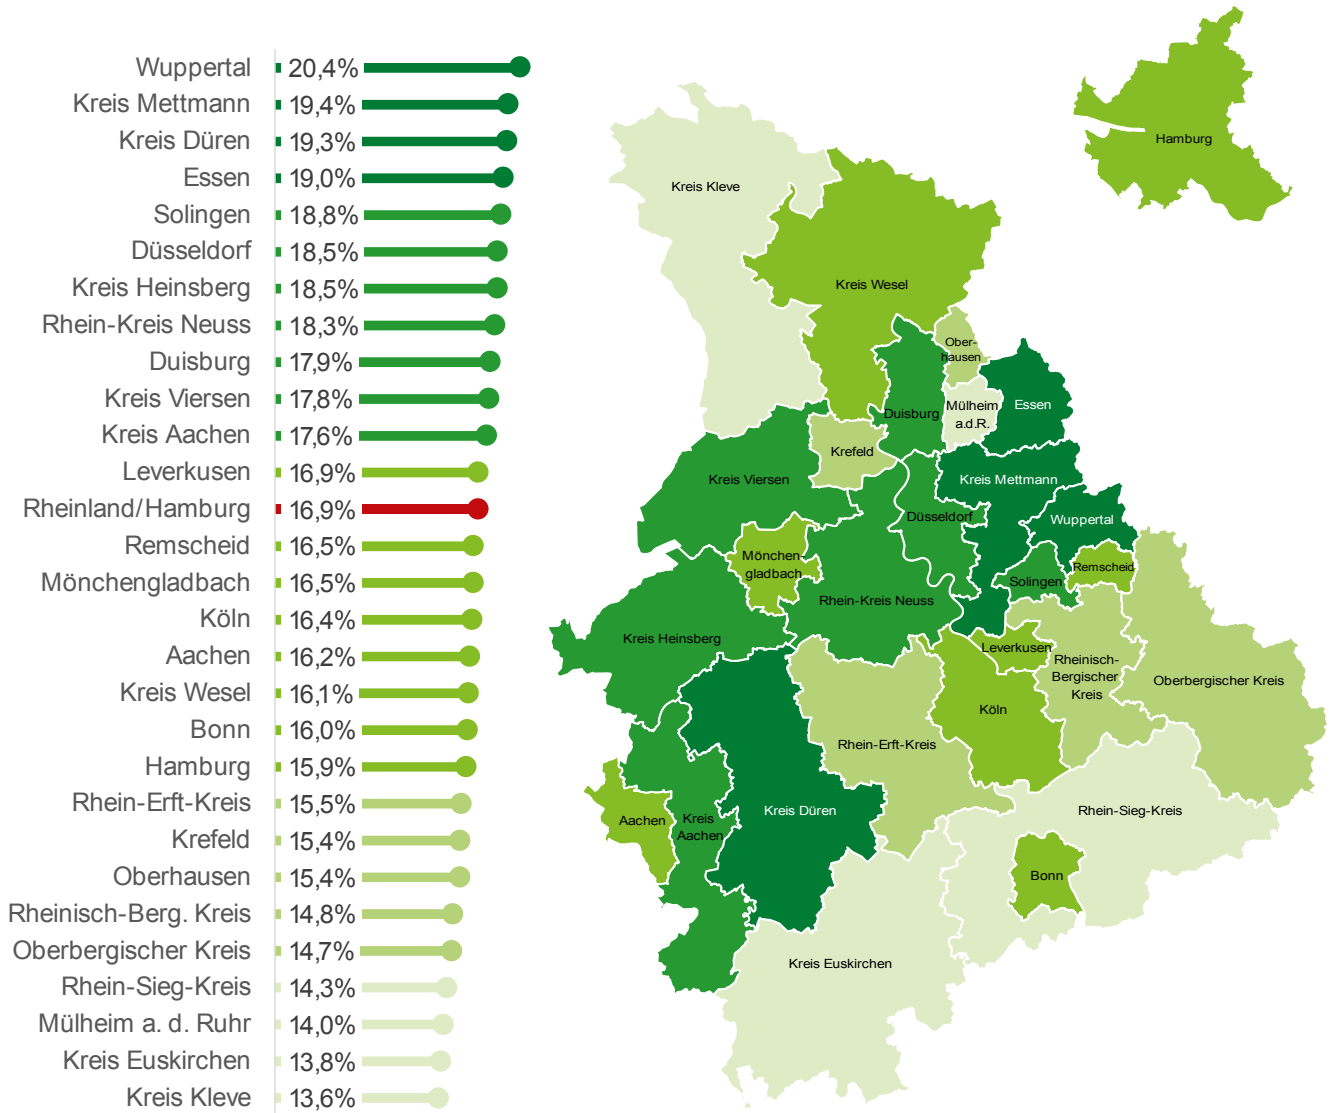 Wuppertal 20,4%
Kreis Mettmann 19,4%
Kreis Düren 19,3%
Essen 19,0%
Solingen 18,8%
Düsseldorf 18,5%
Kreis Heinsberg 18,5%
Rhein-Kreis Neuss 18,3%
Duisburg 17,9%
Kreis Viersen 17,8%
Kreis Aachen 17,6%
Leverkusen 16,9%
Rheinland/Hamburg 16,9%
Remscheid 16,5%
Mönchengladbach 16,5%
Köln 16,4%
Aachen 16,2%
Kreis Wesel 16,1%
Bonn 16,0%
Hamburg 15,9%
Rhein-Erft-Kreis 15,5%
Krefeld 15,4%
Oberhausen 15,4%
Rheinisch-Berg. Kreis 14,8%
Oberbergischer Kreis 14,7%
Rhein-Sieg-Kreis 14,3%
Mülheim a. d. Ruhr 14,0%
Kreis Euskirchen 13,8%
Kreis Kleve 13,6%
Hamburg
Kreis Kleve
Kreis Wesel
Ober-
hausen
Mülheim
a.d.R.
Essen
Duisburg
Krefeld
Kreis Viersen
Kreis Mettmann
Düsseldorf
Wuppertal
Mönchen-
gladbach
Remscheid
Solingen
Rhein-Kreis Neuss
Kreis Heinsberg
Leverkusen
Rheinisch-
Bergischer
Kreis
Oberbergischer Kreis
Köln
Rhein-Erft-Kreis
Kreis Düren
Rhein-Sieg-Kreis
Aachen
Kreis
Aachen
Bonn
Kreis Euskirchen